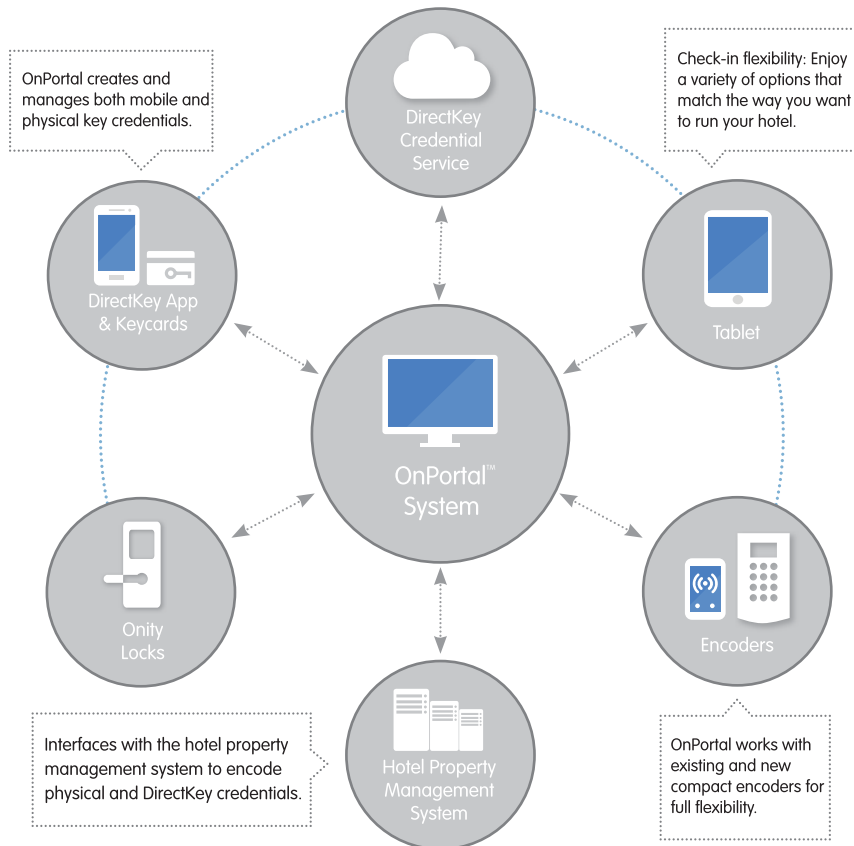 OnPortal creates and
manages both mobile and
physical key credentials.
DirectKey
Credential
Service
Check-in flexibility: Enjoy
a variety of options that
match the way you want
to run your hotel.
DirectKey App
& Keycards
Tablet
OnPortal™
System
Onity
Locks
Encoders
Interfaces with the hotel property
management system to encode
physical and DirectKey credentials.
Hotel Property
Management
System
OnPortal works with
existing and new
compact encoders for
full flexibility.